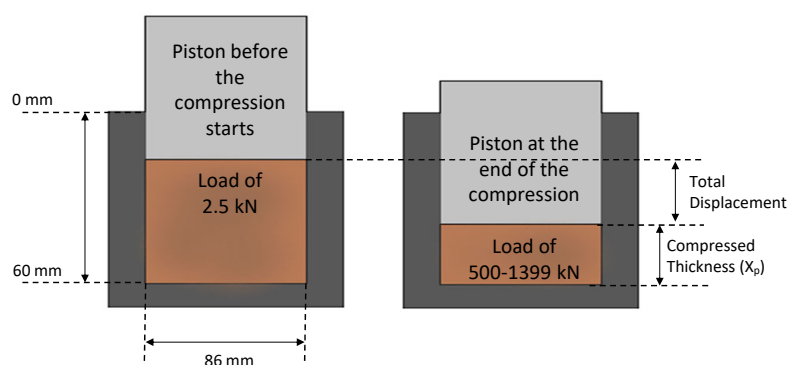 Piston before
the
compression
starts
0 mm
Load of
2.5 kN
60 mm
86 mm
Piston at the
end of the
compression
Total
Displacement
Load of
500-1399 kN
Compressed
Thickness (Xₚ)